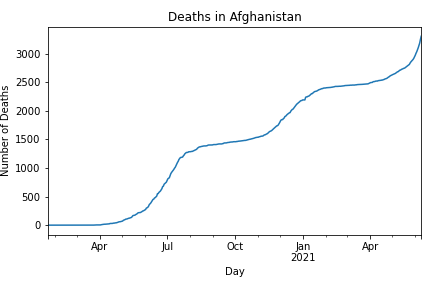 Deaths in Afghanistan
Number of Deaths
3000
2500
2000
1500
1000
500
0
Apr
Jul
Oct
Jan
2021
Apr
Day